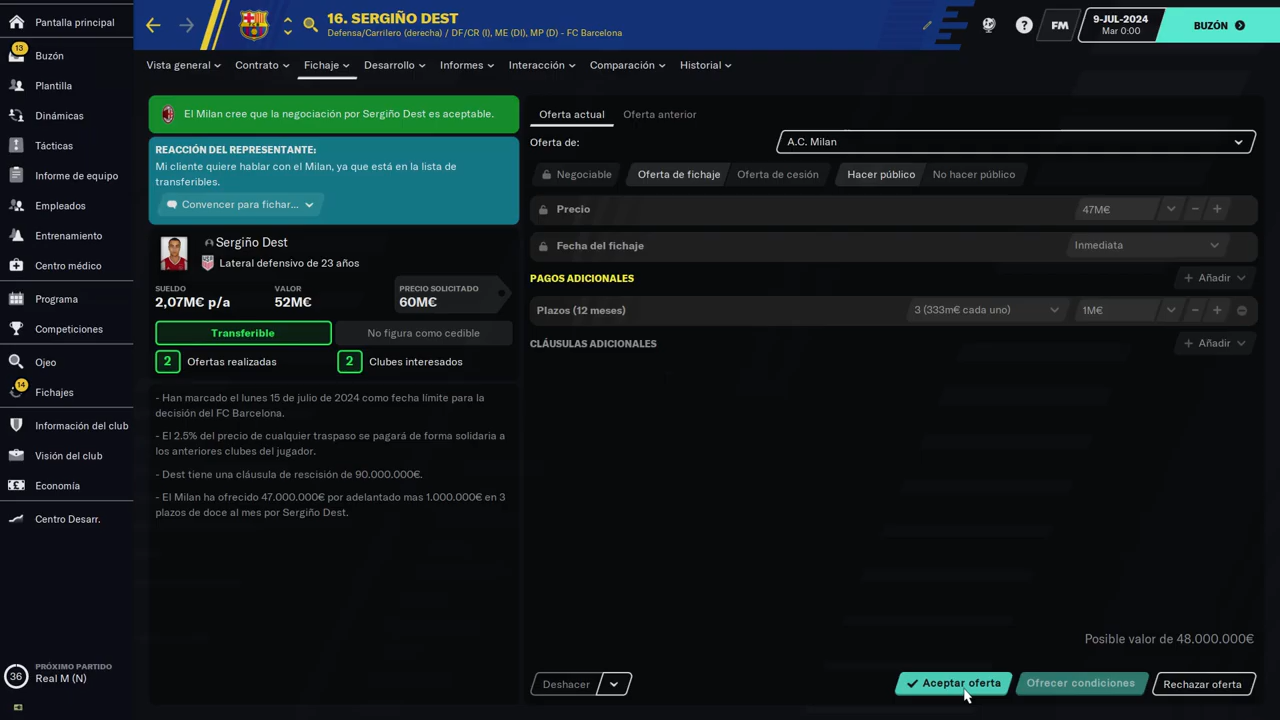 Pantalla principal
13
Buzón
Plantilla
Dinámicas
Tácticas
Informe de equipo
Empleados
Entrenamiento
Centro médico
Programa
Competiciones
Ojeo
14
Fichajes
Información del club
Visión del club
Economía
Centro Desarr.
36
PRÓXIMO PARTIDO
Real M (N)
16. SERGIÑO DEST
Defensa/Carrilero (derecha) / DF/CR (I), ME (DI), MP (D) - FC Barcelona
?
FM
9-JUL-2024
Mar 0:00
BUZÓN
Vista general
Contrato
Fichaje
Desarrollo
Informes
Interacción
Comparación
Historial
El Milan cree que la negociación por Sergiño Dest es aceptable.
REACCIÓN DEL REPRESENTANTE:
Mi cliente quiere hablar con el Milan, ya que está en la lista de
transferibles.
Convencer para fichar...
Sergiño Dest
Lateral defensivo de 23 años
SUELDO
2,07M€ p/a
VALOR
52M€
PRECIO SOLICITADO
60M€
Transferible
No figura como cedible
2 Ofertas realizadas
2 Clubes interesados
- Han marcado el lunes 15 de julio de 2024 como fecha límite para la
decisión del FC Barcelona.
- El 2.5% del precio de cualquier traspaso se pagará de forma solidaria a
los anteriores clubes del jugador.
- Dest tiene una cláusula de rescisión de 90.000.000€.
- El Milan ha ofrecido 47.000.000€ por adelantado mas 1.000.000€ en 3
plazos de doce al mes por Sergiño Dest.
Oferta actual
Oferta anterior
Oferta de:
A.C. Milan
Negociable
Oferta de fichaje
Oferta de cesión
Hacer público
No hacer público
Precio
47M€
Fecha del fichaje
Inmediata
PAGOS ADICIONALES
Añadir
Plazos (12 meses)
3 (333m€ cada uno)
1M€
CLÁUSULAS ADICIONALES
Añadir
Posible valor de 48.000.000€
Deshacer
Aceptar oferta
Ofrecer condiciones
Rechazar oferta